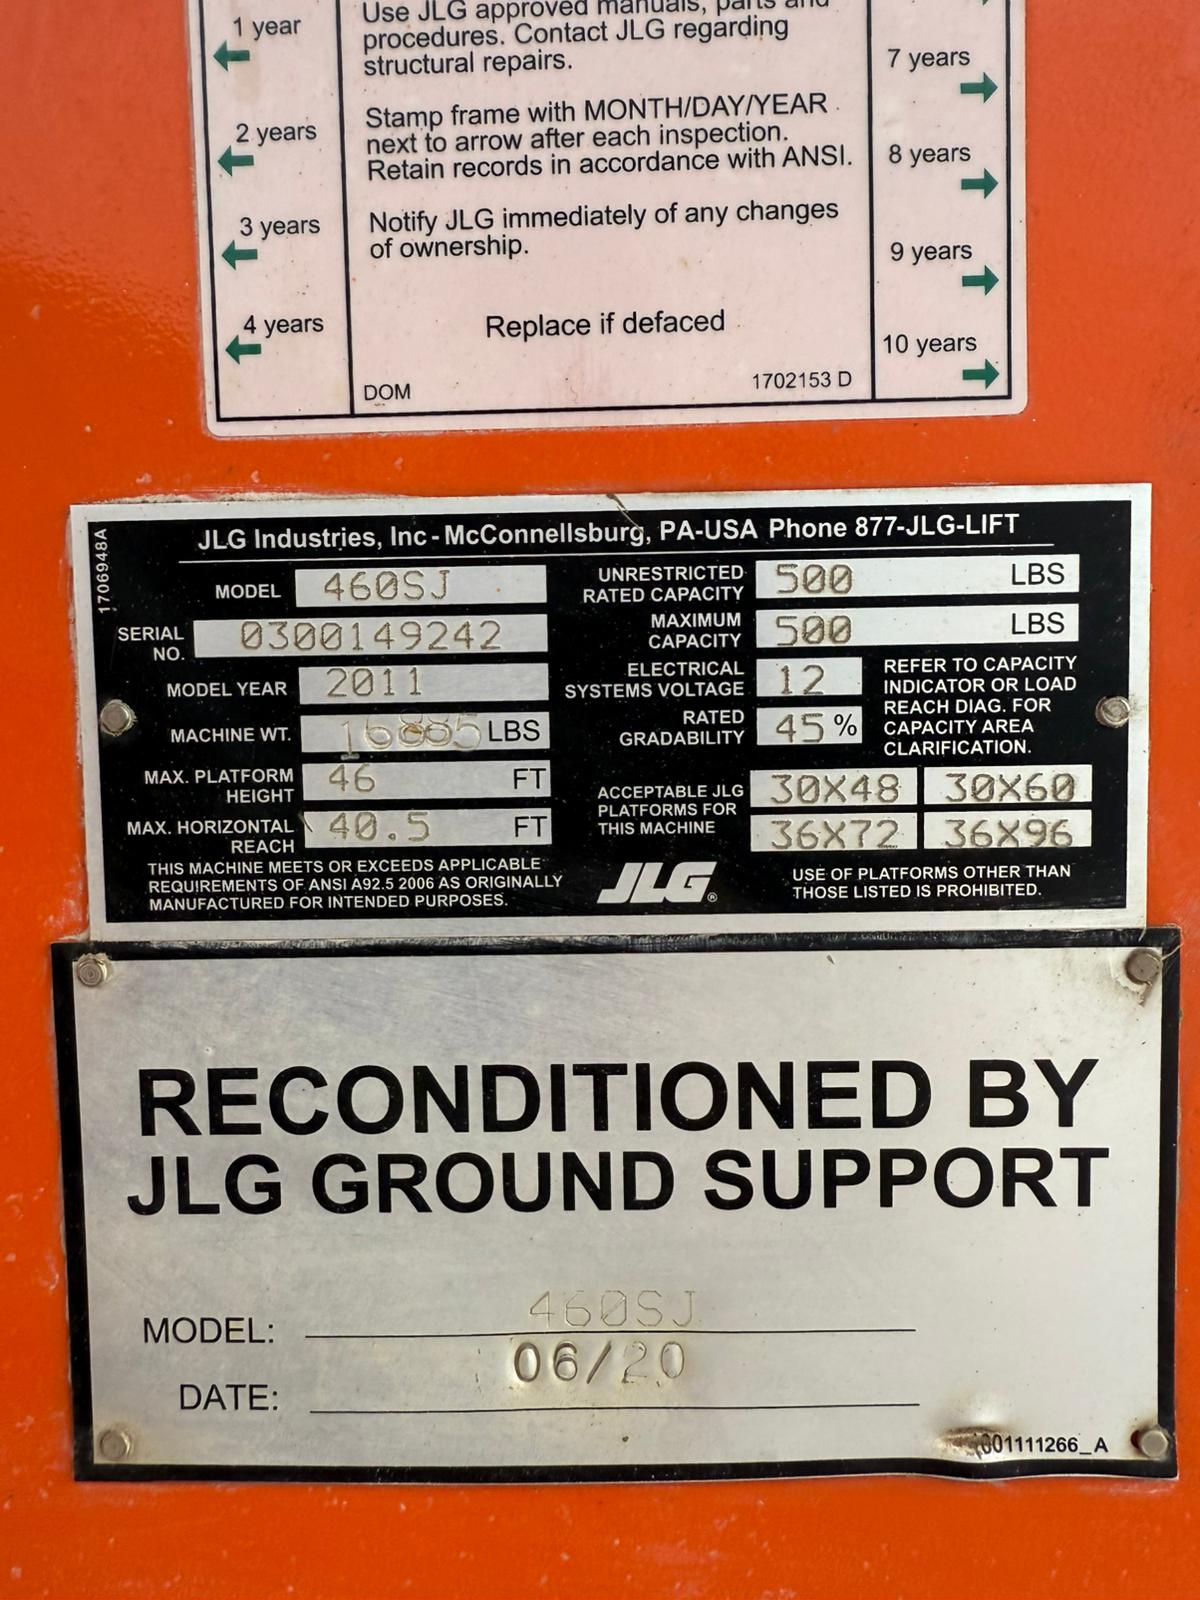 1 year
2 years
3 years
4 years
Use JLG approved manuals, parts and
procedures. Contact JLG regarding
structural repairs.
Stamp frame with MONTH/DAY/YEAR
next to arrow after each inspection.
Retain records in accordance with ANSI.
Notify JLG immediately of any changes
of ownership.
Replace if defaced
DOM
1702153 D
7 years
8 years
9 years
10 years
1706948A
JLG Industries, Inc - McConnellsburg, PA-USA Phone 877-JLG-LIFT
MODEL 460SJ
SERIAL NO. 0300149242
MODEL YEAR 2011
MACHINE WT. 16885 LBS
MAX. PLATFORM HEIGHT 46 FT
MAX. HORIZONTAL REACH 40.5 FT
THIS MACHINE MEETS OR EXCEEDS APPLICABLE
REQUIREMENTS OF ANSI A92.5 2006 AS ORIGINALLY
MANUFACTURED FOR INTENDED PURPOSES.
UNRESTRICTED RATED CAPACITY 500 LBS
MAXIMUM CAPACITY 500 LBS
ELECTRICAL SYSTEMS VOLTAGE 12
RATED GRADABILITY 45 %
REFER TO CAPACITY
INDICATOR OR LOAD
REACH DIAG. FOR
CAPACITY AREA
CLARIFICATION.
ACCEPTABLE JLG
PLATFORMS FOR
THIS MACHINE
30X48 30X60
36X72 36X96
JLG®
USE OF PLATFORMS OTHER THAN
THOSE LISTED IS PROHIBITED.
RECONDITIONED BY
JLG GROUND SUPPORT
MODEL: 460SJ
DATE: 06/20
001111266_A